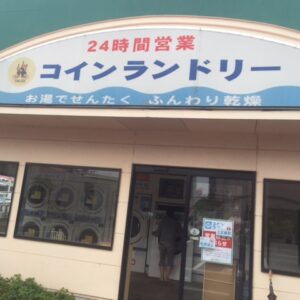 24時間営業
コインランドリー
お湯でせんたく ふんわり乾燥